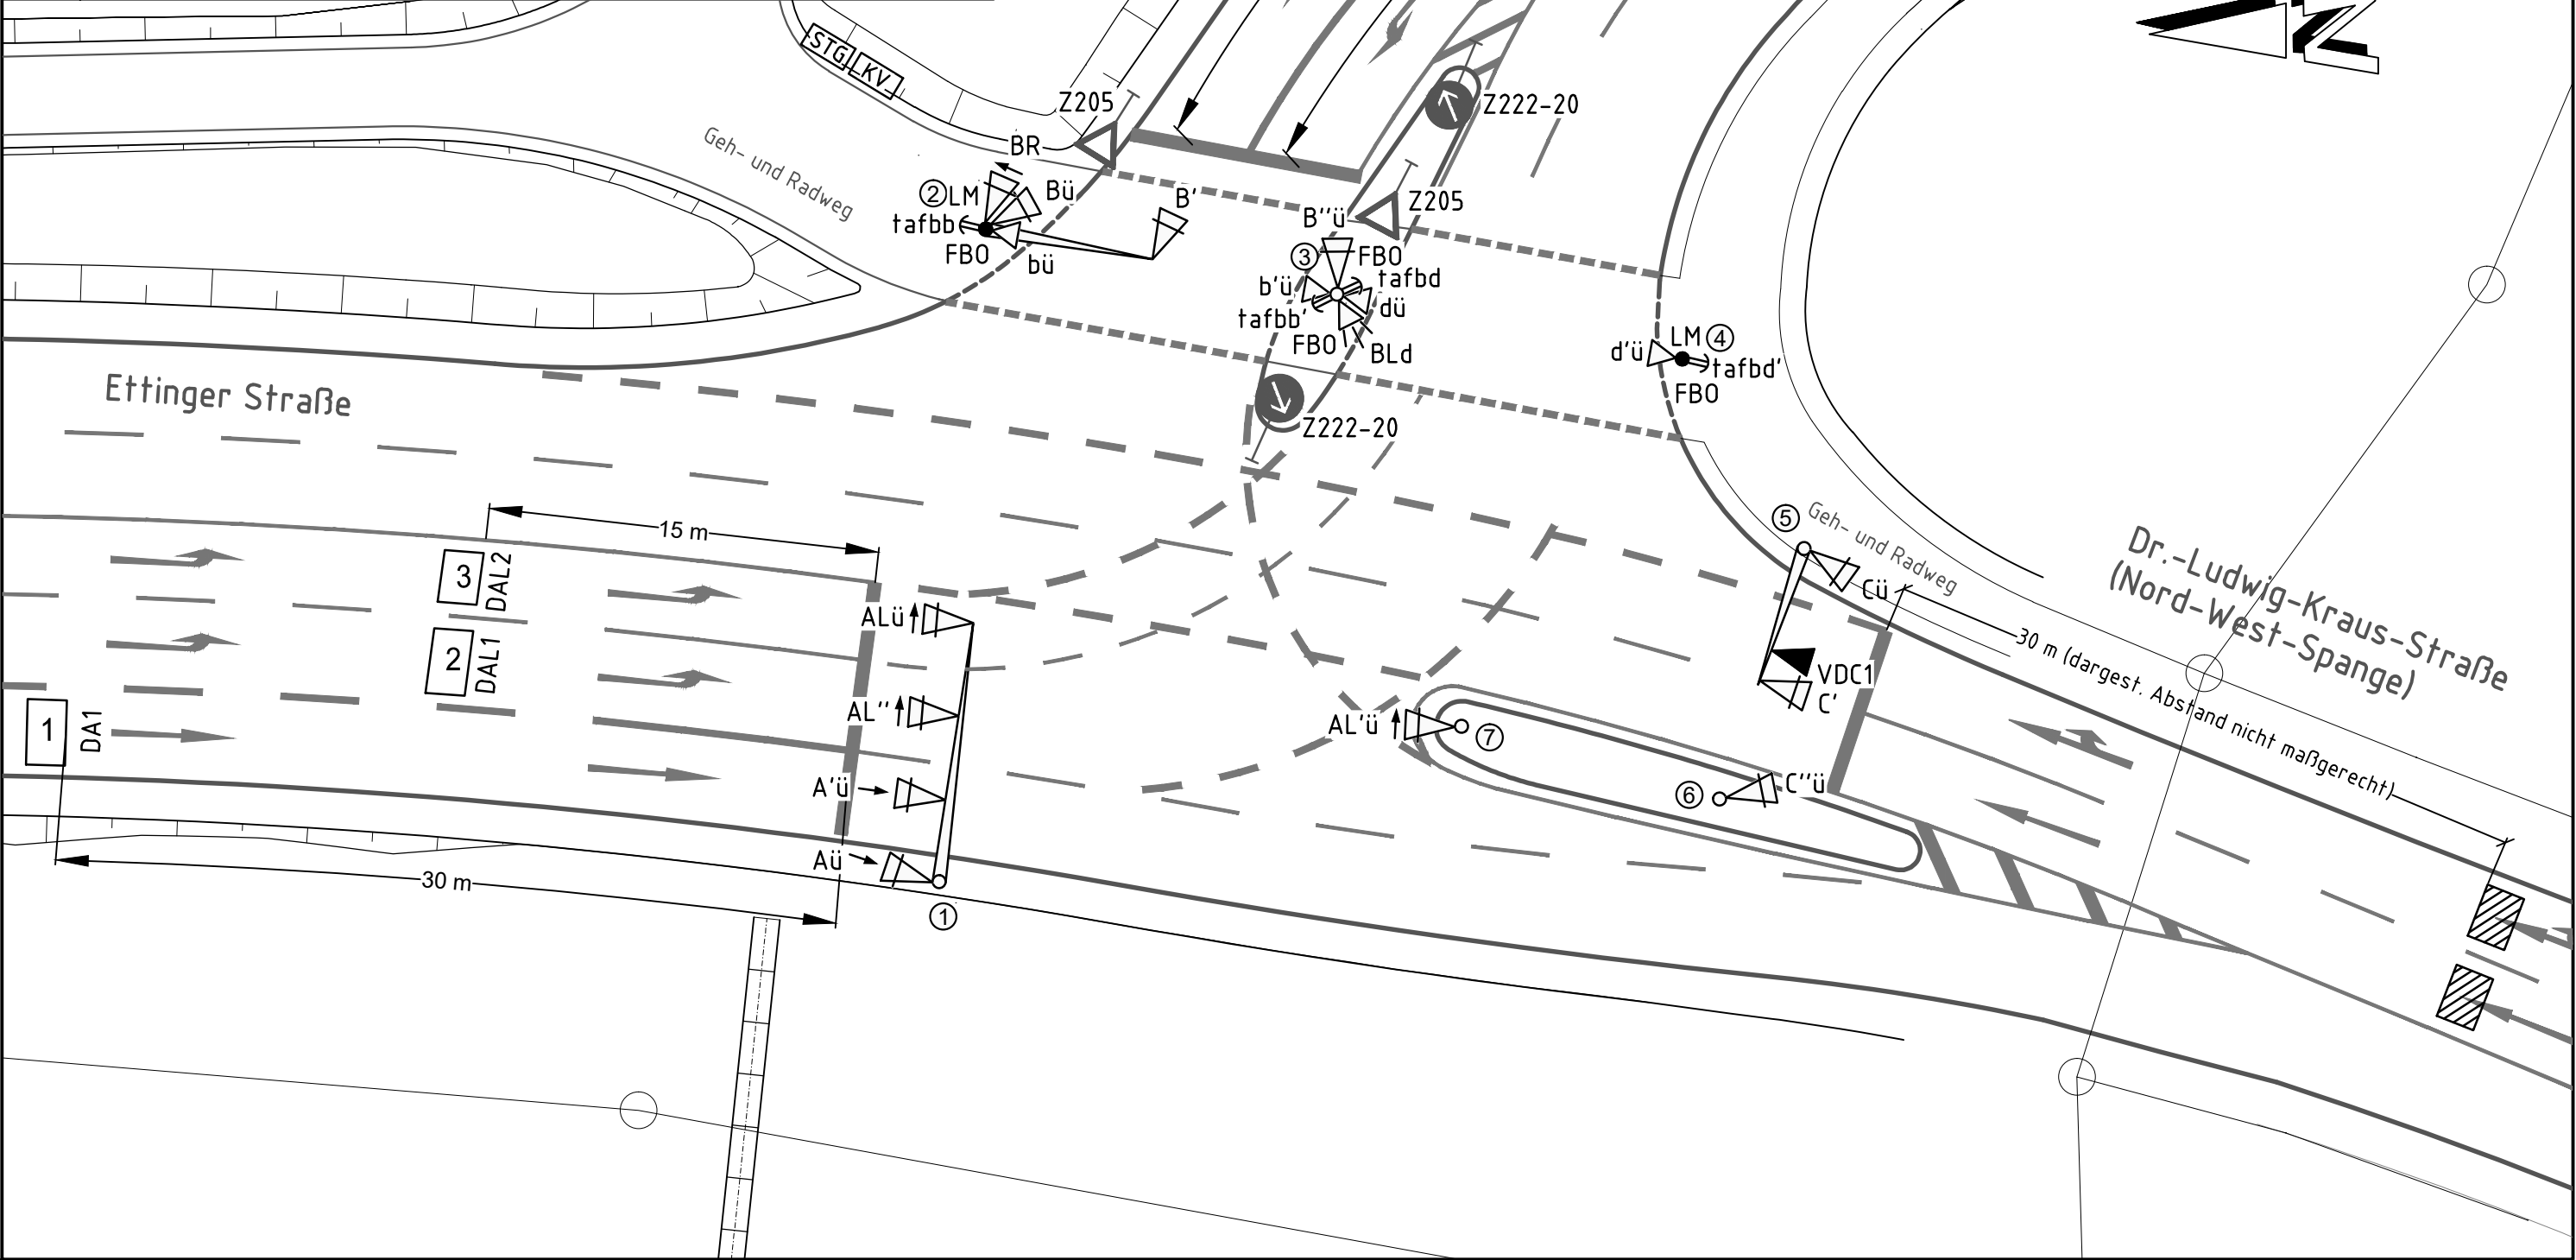 STG
KV
Z205
Z222-20
Geh- und Radweg
BR
②LM
Bü
B'
tafbb
FBO
bü
Z205
B''ü
③
FBO
tafbd
b'ü
dü
tafbb'
FBO
BLd
LM④
d'ü
tafbd'
FBO
Ettinger Straße
Z222-20
15 m
⑤
Geh- und Radweg
Dr.-Ludwig-Kraus-Straße
(Nord-West-Spange)
3
DAL2
2
DAL1
1
DA1
ALü
AL''
A'ü
Aü
①
30 m
AL'ü
⑦
⑥
C''ü
Cü
VDC1
C'
30 m (dargest. Abstand nicht maßgerecht)